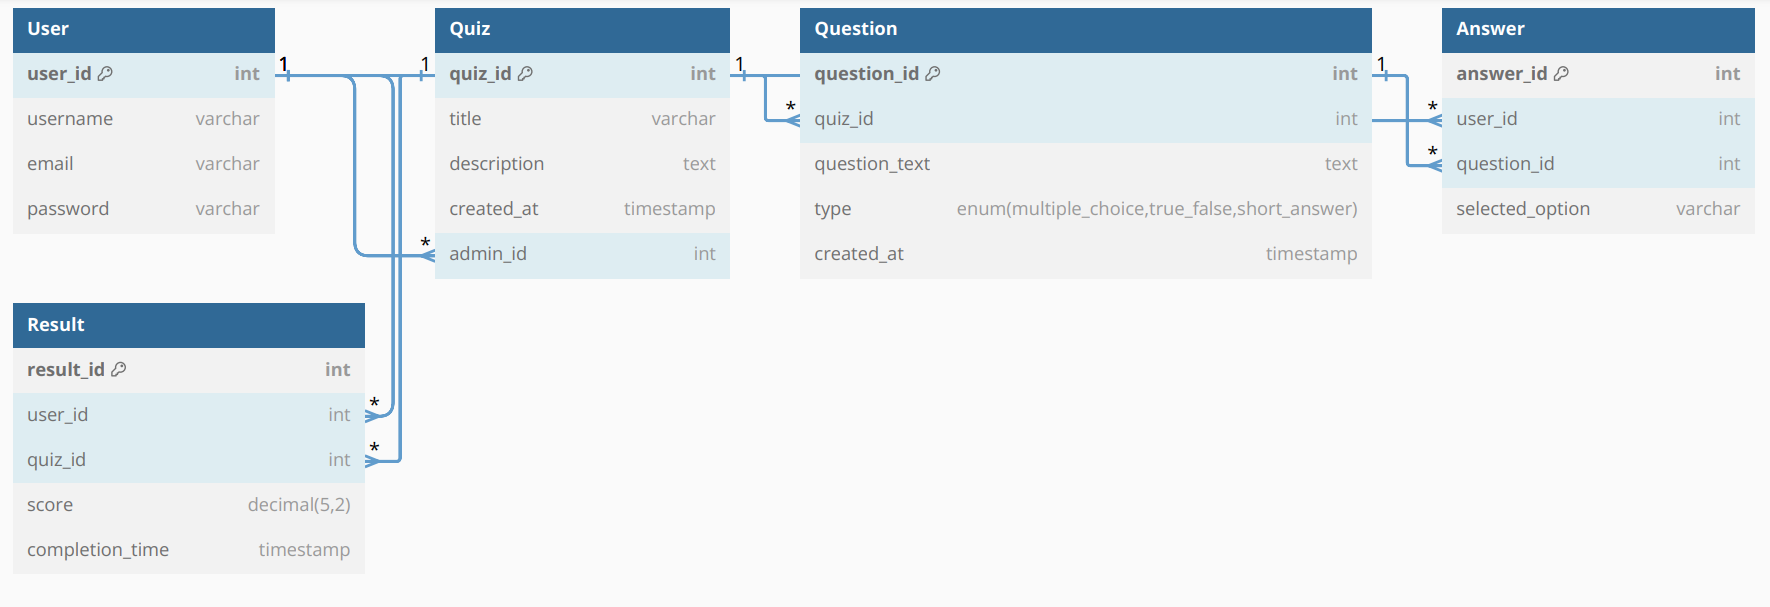 User
user_id int
username varchar
email varchar
password varchar
1
1
Quiz
quiz_id int
title varchar
description text
created_at timestamp
* admin_id int
1
*
Question
question_id int
quiz_id int
question_text text
type enum(multiple_choice,true_false,short_answer)
created_at timestamp
1
*
*
Answer
answer_id int
user_id int
question_id int
selected_option varchar
Result
result_id int
user_id int *
quiz_id int *
score decimal(5,2)
completion_time timestamp